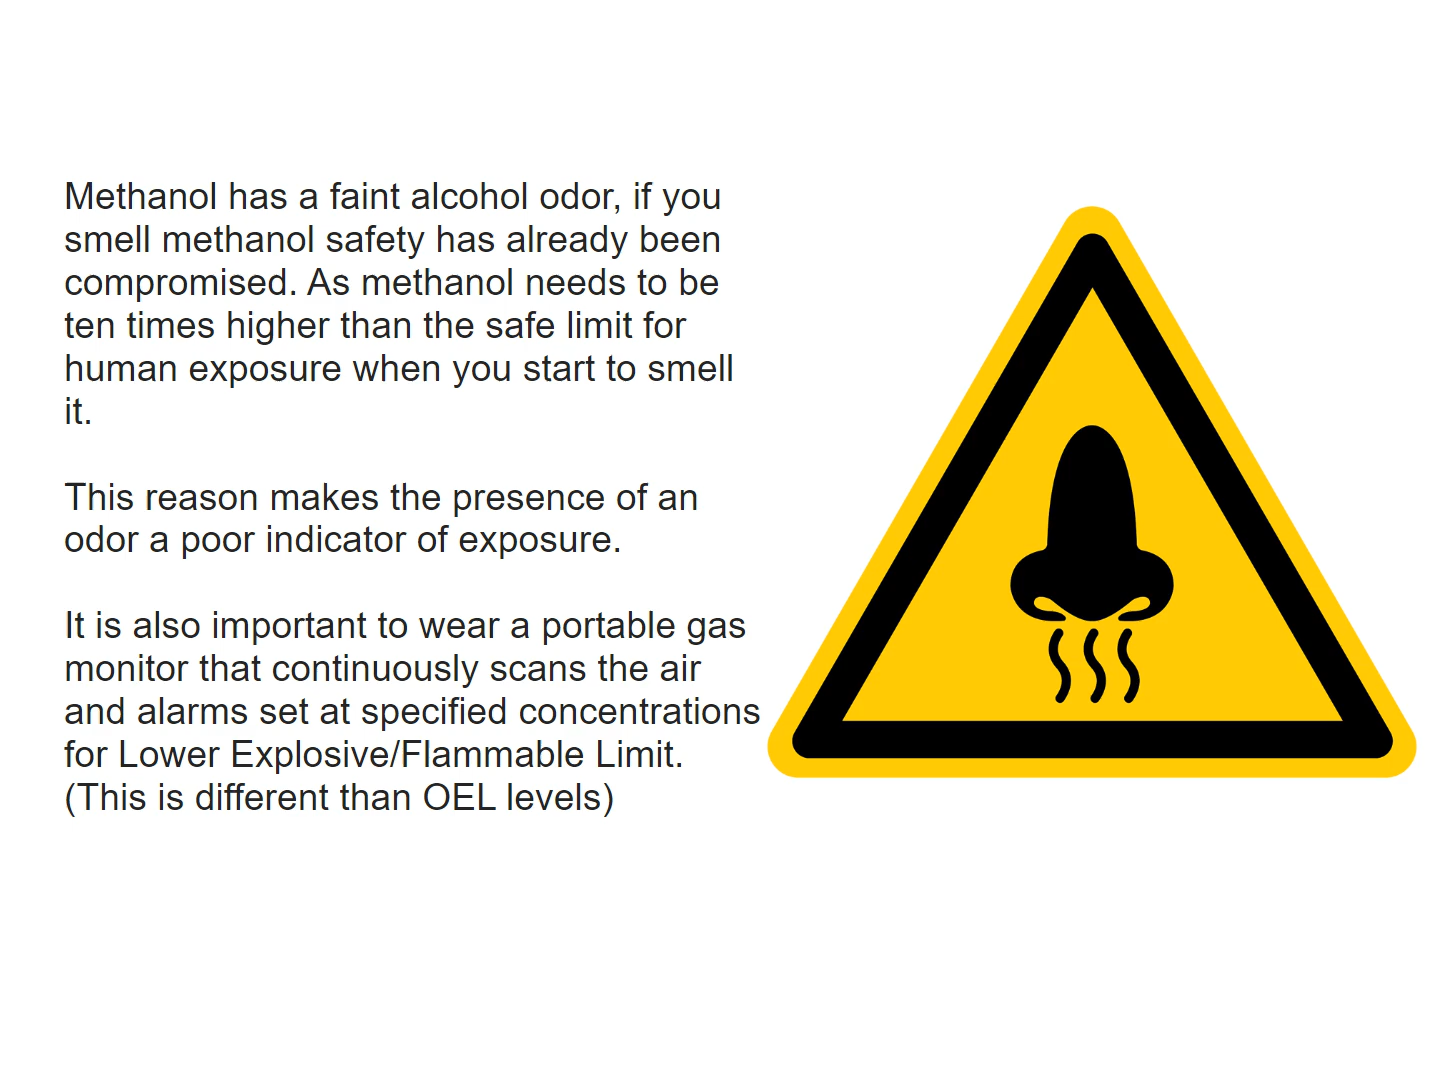 Methanol has a faint alcohol odor, if you
smell methanol safety has already been
compromised. As methanol needs to be
ten times higher than the safe limit for
human exposure when you start to smell
it.
This reason makes the presence of an
odor a poor indicator of exposure.
It is also important to wear a portable gas
monitor that continuously scans the air
and alarms set at specified concentrations
for Lower Explosive/Flammable Limit.
(This is different than OEL levels)